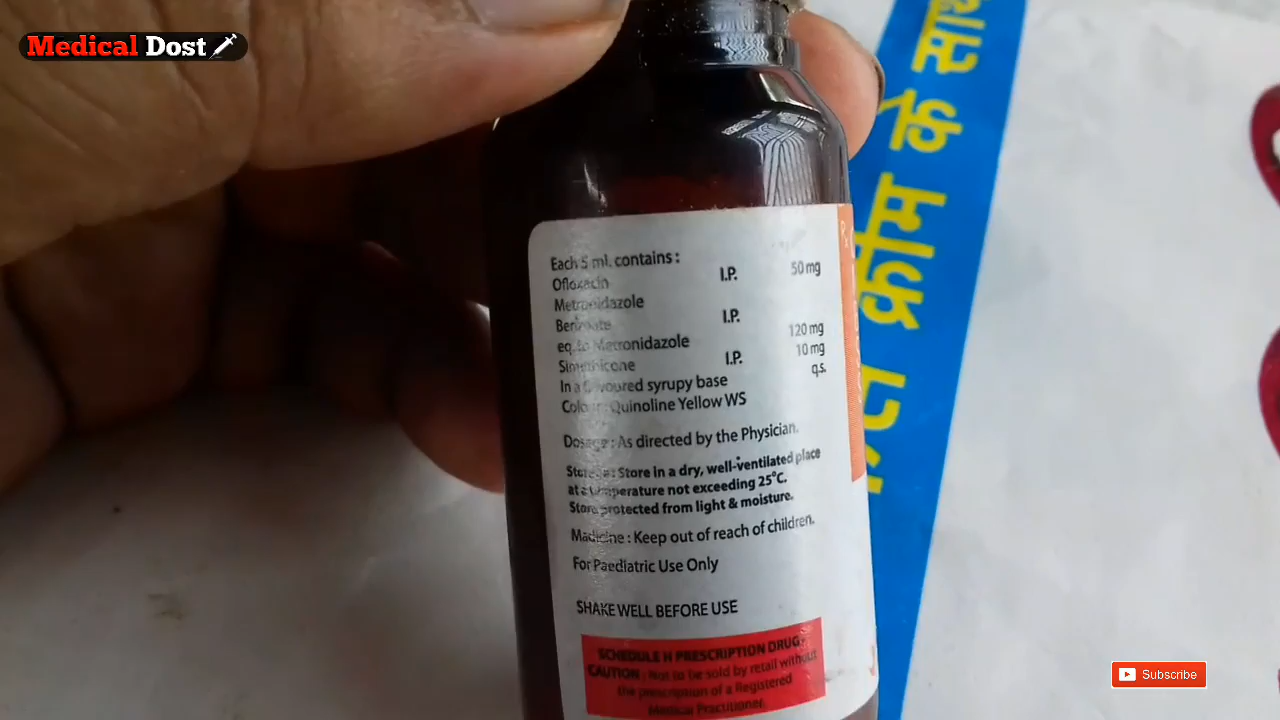 Medical Dost
Each 5 ml. contains :
Ofloxacin I.P. 50 mg
Metronidazole
Benzoate I.P.
eq. to Metronidazole 120 mg
Simethicone I.P. 10 mg
In a flavoured syrupy base q.s.
Colour : Quinoline Yellow WS
Dosage : As directed by the Physician.
Storage : Store in a dry, well-ventilated place
at a temperature not exceeding 25°C.
Store protected from light & moisture.
Madicine : Keep out of reach of children.
For Paediatric Use Only
SHAKE WELL BEFORE USE
SCHEDULE H PRESCRIPTION DRUG-
CAUTION : Not to be sold by retail without
the prescription of a Registered
Medical Practitioner.
क्रीम के साथ
Subscribe